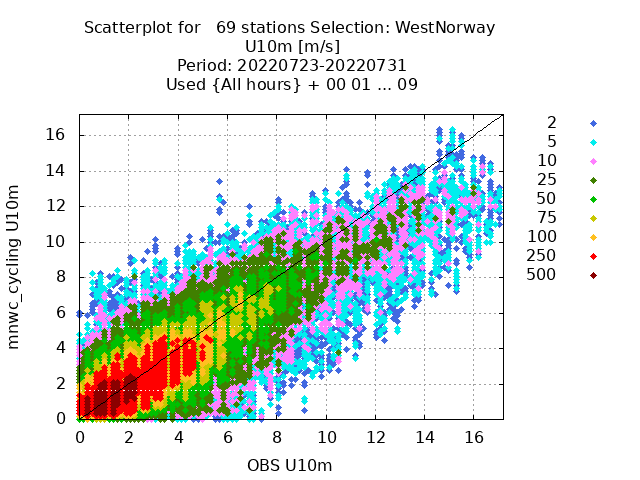 Scatterplot for   69 stations Selection: WestNorway
U10m [m/s]
Period: 20220723-20220731
Used {All hours} + 00 01 ... 09
2
5
10
25
50
75
100
250
500
16
14
12
10
8
6
4
2
0
mnwc_cycling U10m
0 2 4 6 8 10 12 14 16
OBS U10m